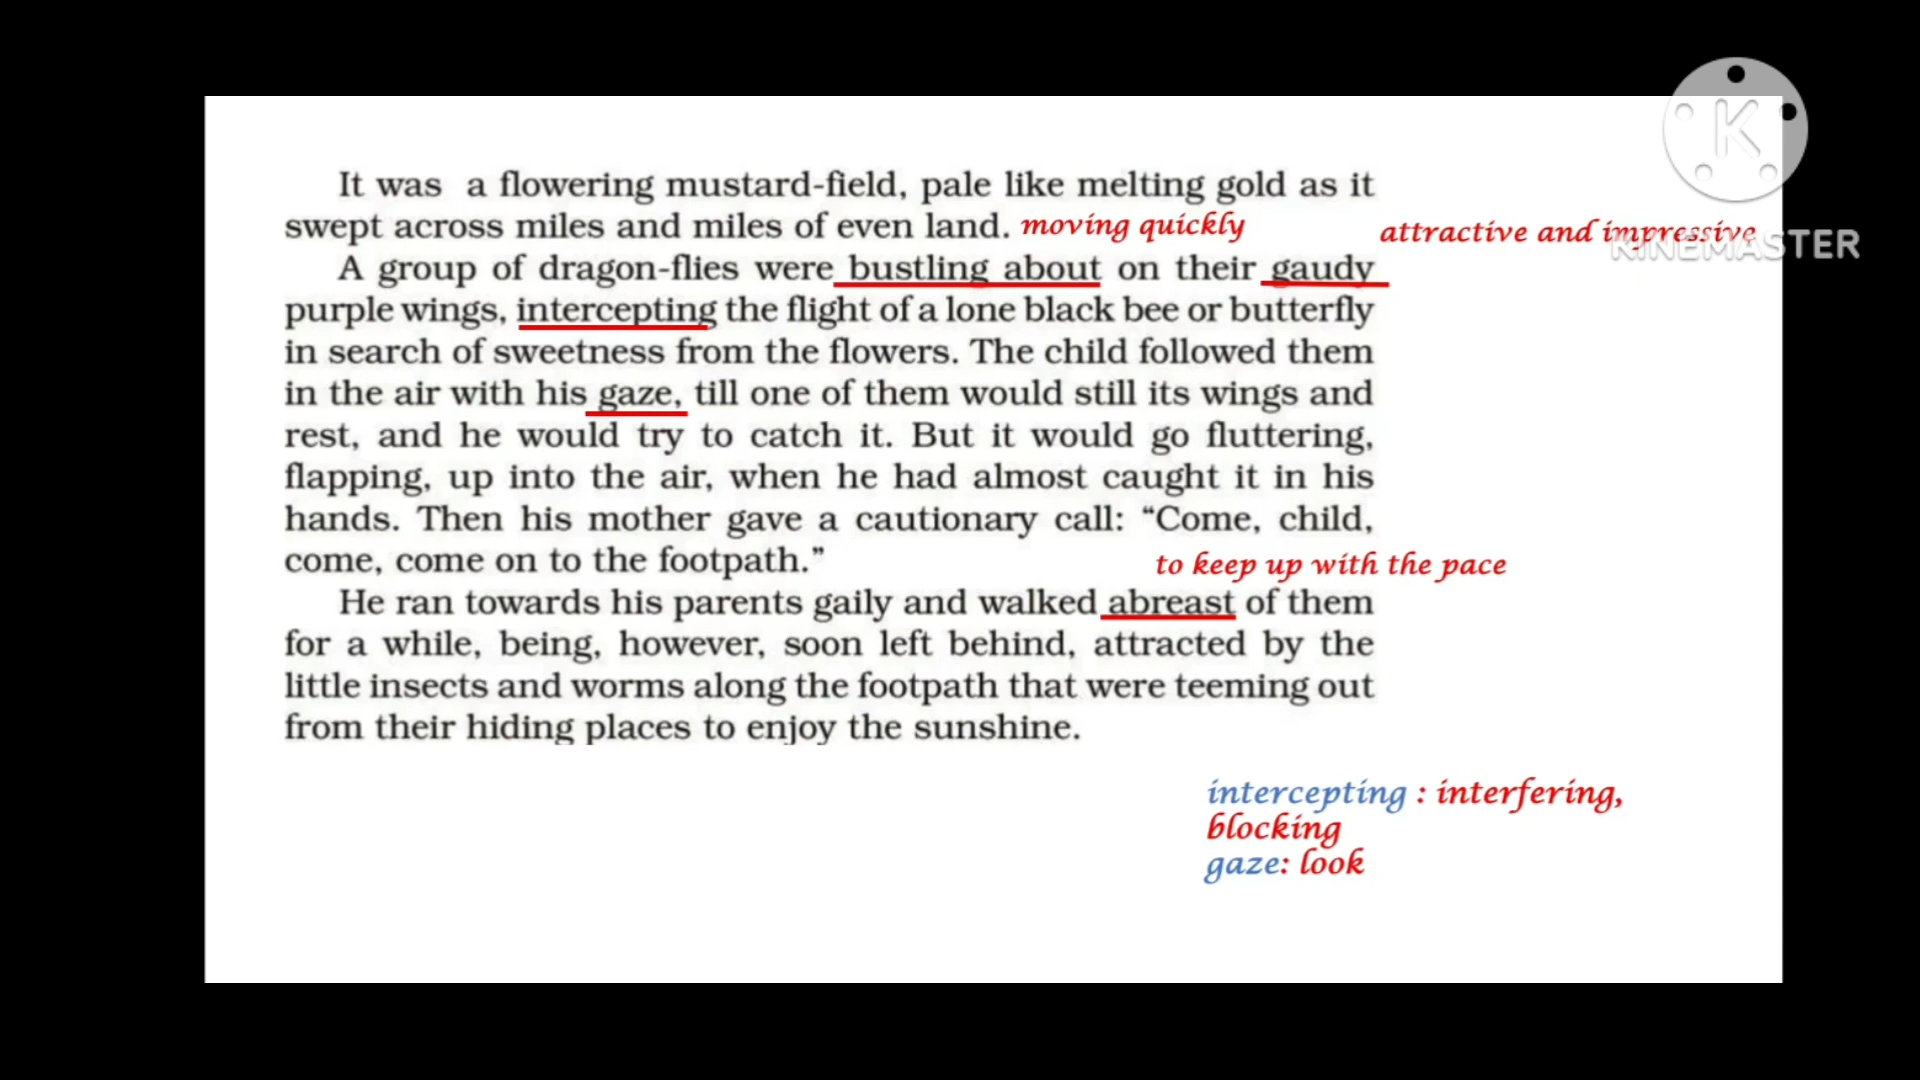 It was a flowering mustard-field, pale like melting gold as it
swept across miles and miles of even land. moving quickly
attractive and impressive
KINEMASTER
A group of dragon-flies were bustling about on their gaudy
purple wings, intercepting the flight of a lone black bee or butterfly
in search of sweetness from the flowers. The child followed them
in the air with his gaze, till one of them would still its wings and
rest, and he would try to catch it. But it would go fluttering,
flapping, up into the air, when he had almost caught it in his
hands. Then his mother gave a cautionary call: “Come, child,
come, come on to the footpath.”
to keep up with the pace
He ran towards his parents gaily and walked abreast of them
for a while, being, however, soon left behind, attracted by the
little insects and worms along the footpath that were teeming out
from their hiding places to enjoy the sunshine.
intercepting : interfering,
blocking
gaze: look
K